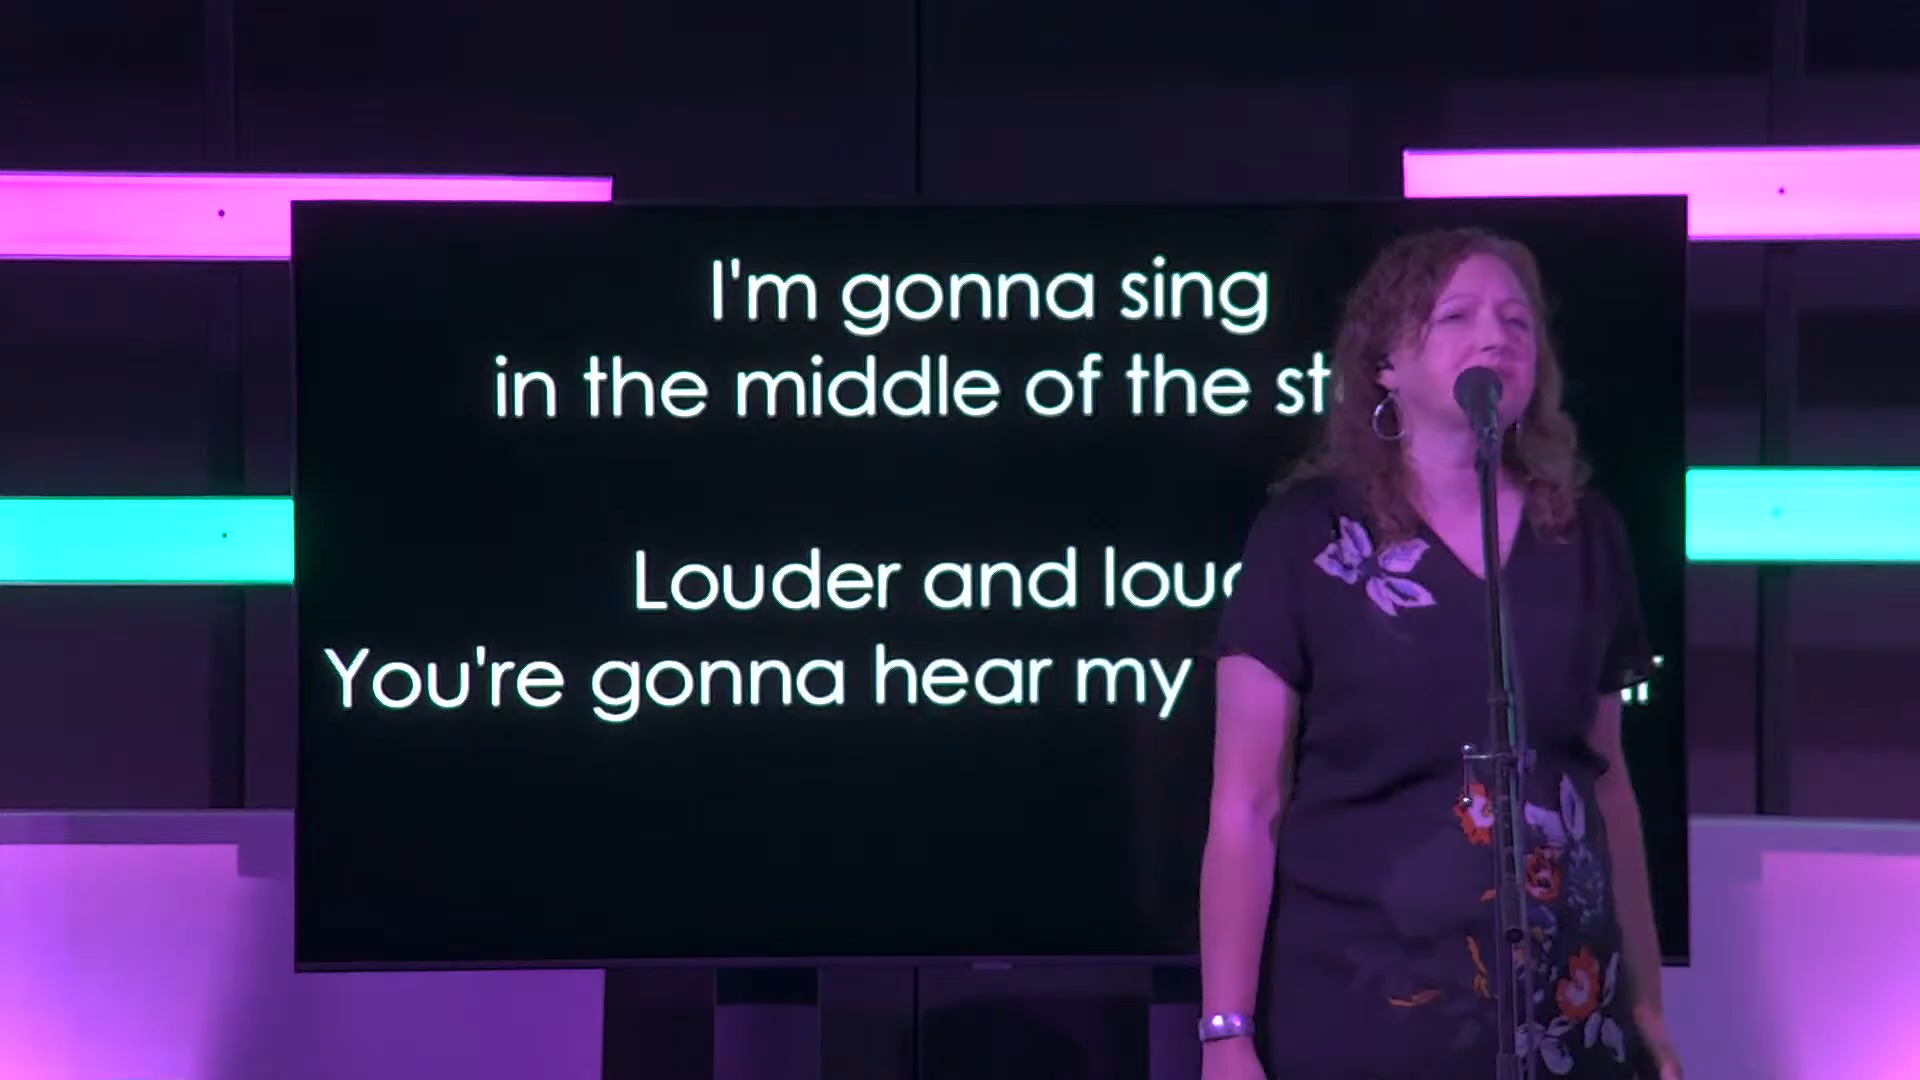 I'm gonna sing
in the middle of the
Louder and
You're gonna hear my